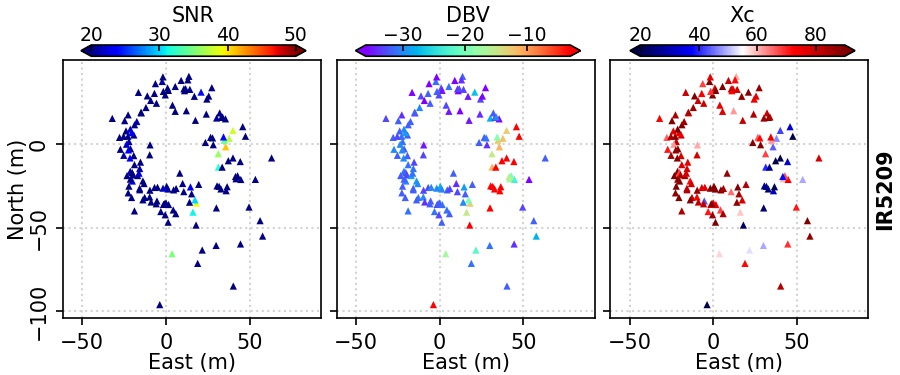 SNR DBV Xc
20 30 40 50 −30 −20 −10 20 40 60 80
0
−50
−100
North (m)
−50 0 50 −50 0 50 −50 0 50
East (m) East (m) East (m)
IR5209